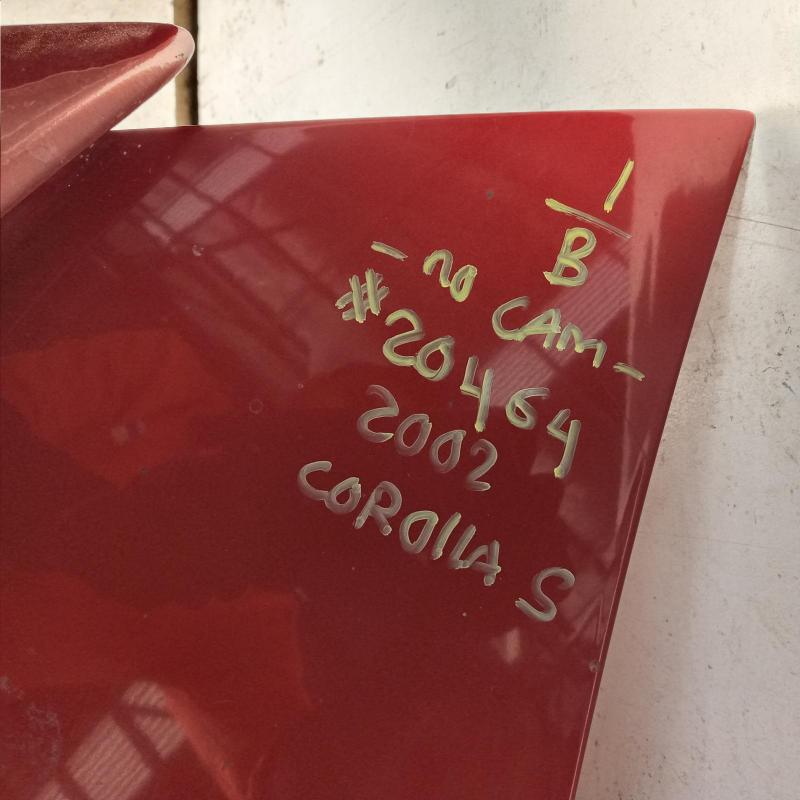 1
B
- no CAM -
#20464
2002
COROLLA S